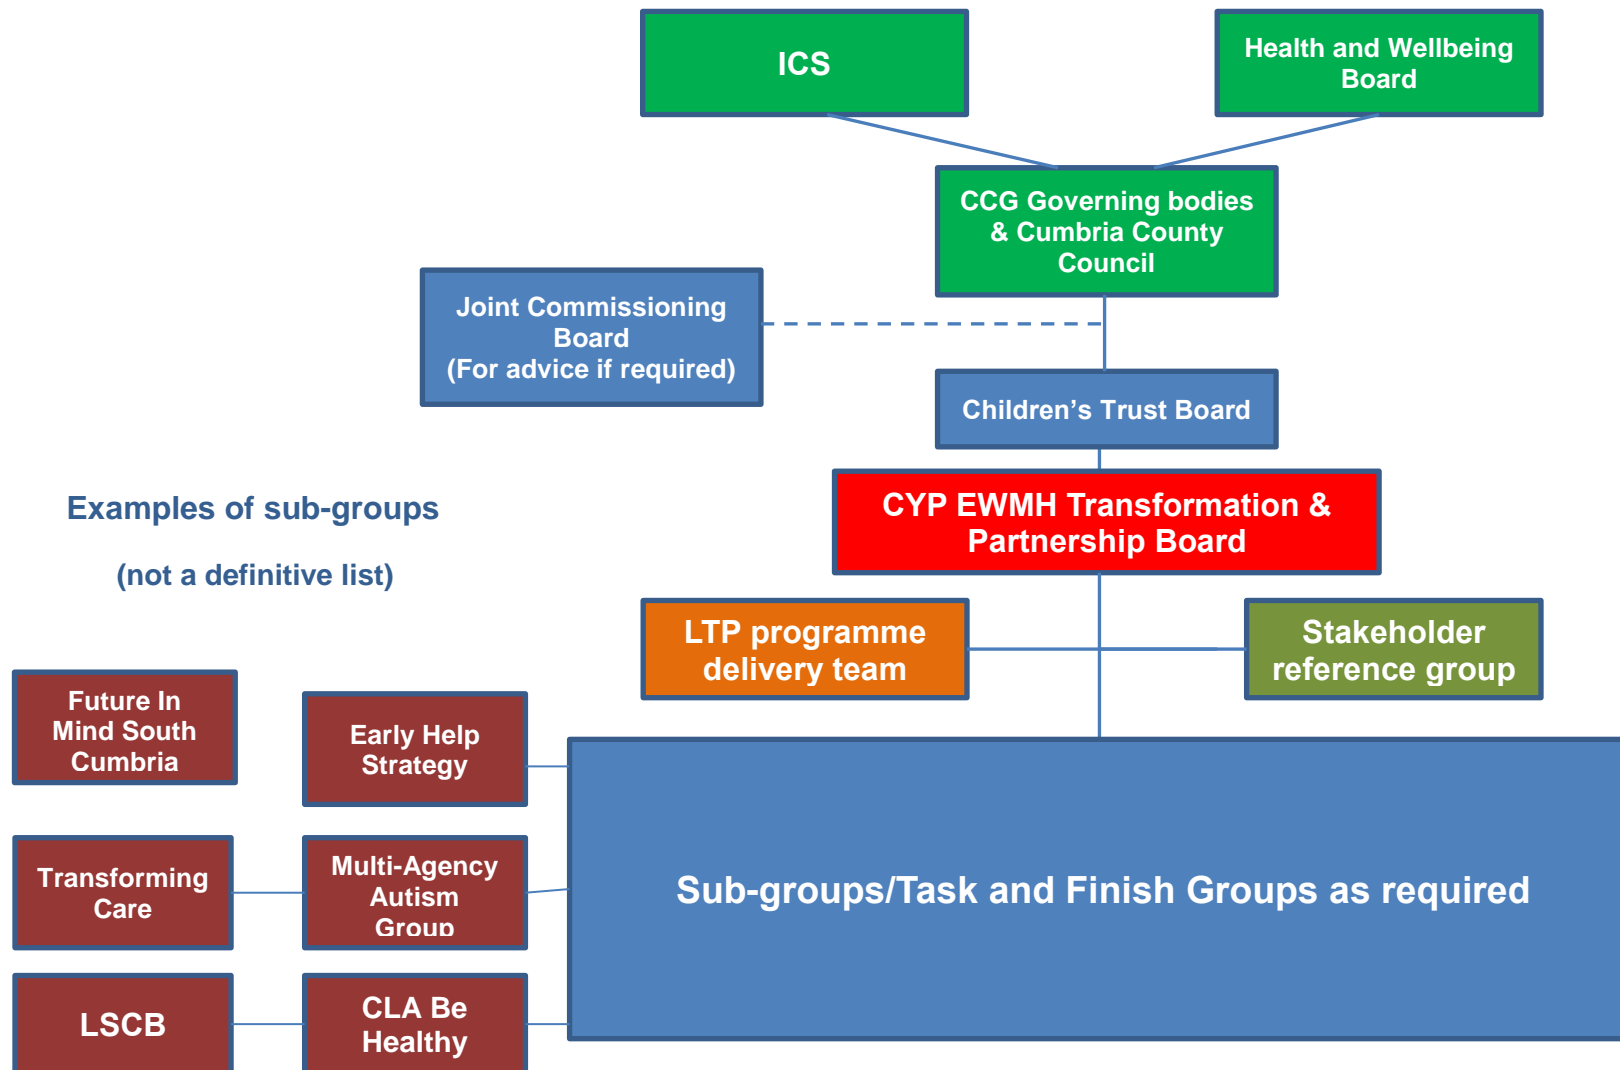 ICS
Health and Wellbeing
Board
CCG Governing bodies
& Cumbria County
Council
Joint Commissioning
Board
(For advice if required)
Children’s Trust Board
CYP EWMH Transformation &
Partnership Board
Examples of sub-groups
(not a definitive list)
LTP programme
delivery team
Stakeholder
reference group
Future In
Mind South
Cumbria
Early Help
Strategy
Transforming
Care
Multi-Agency
Autism
Group
Sub-groups/Task and Finish Groups as required
LSCB
CLA Be
Healthy